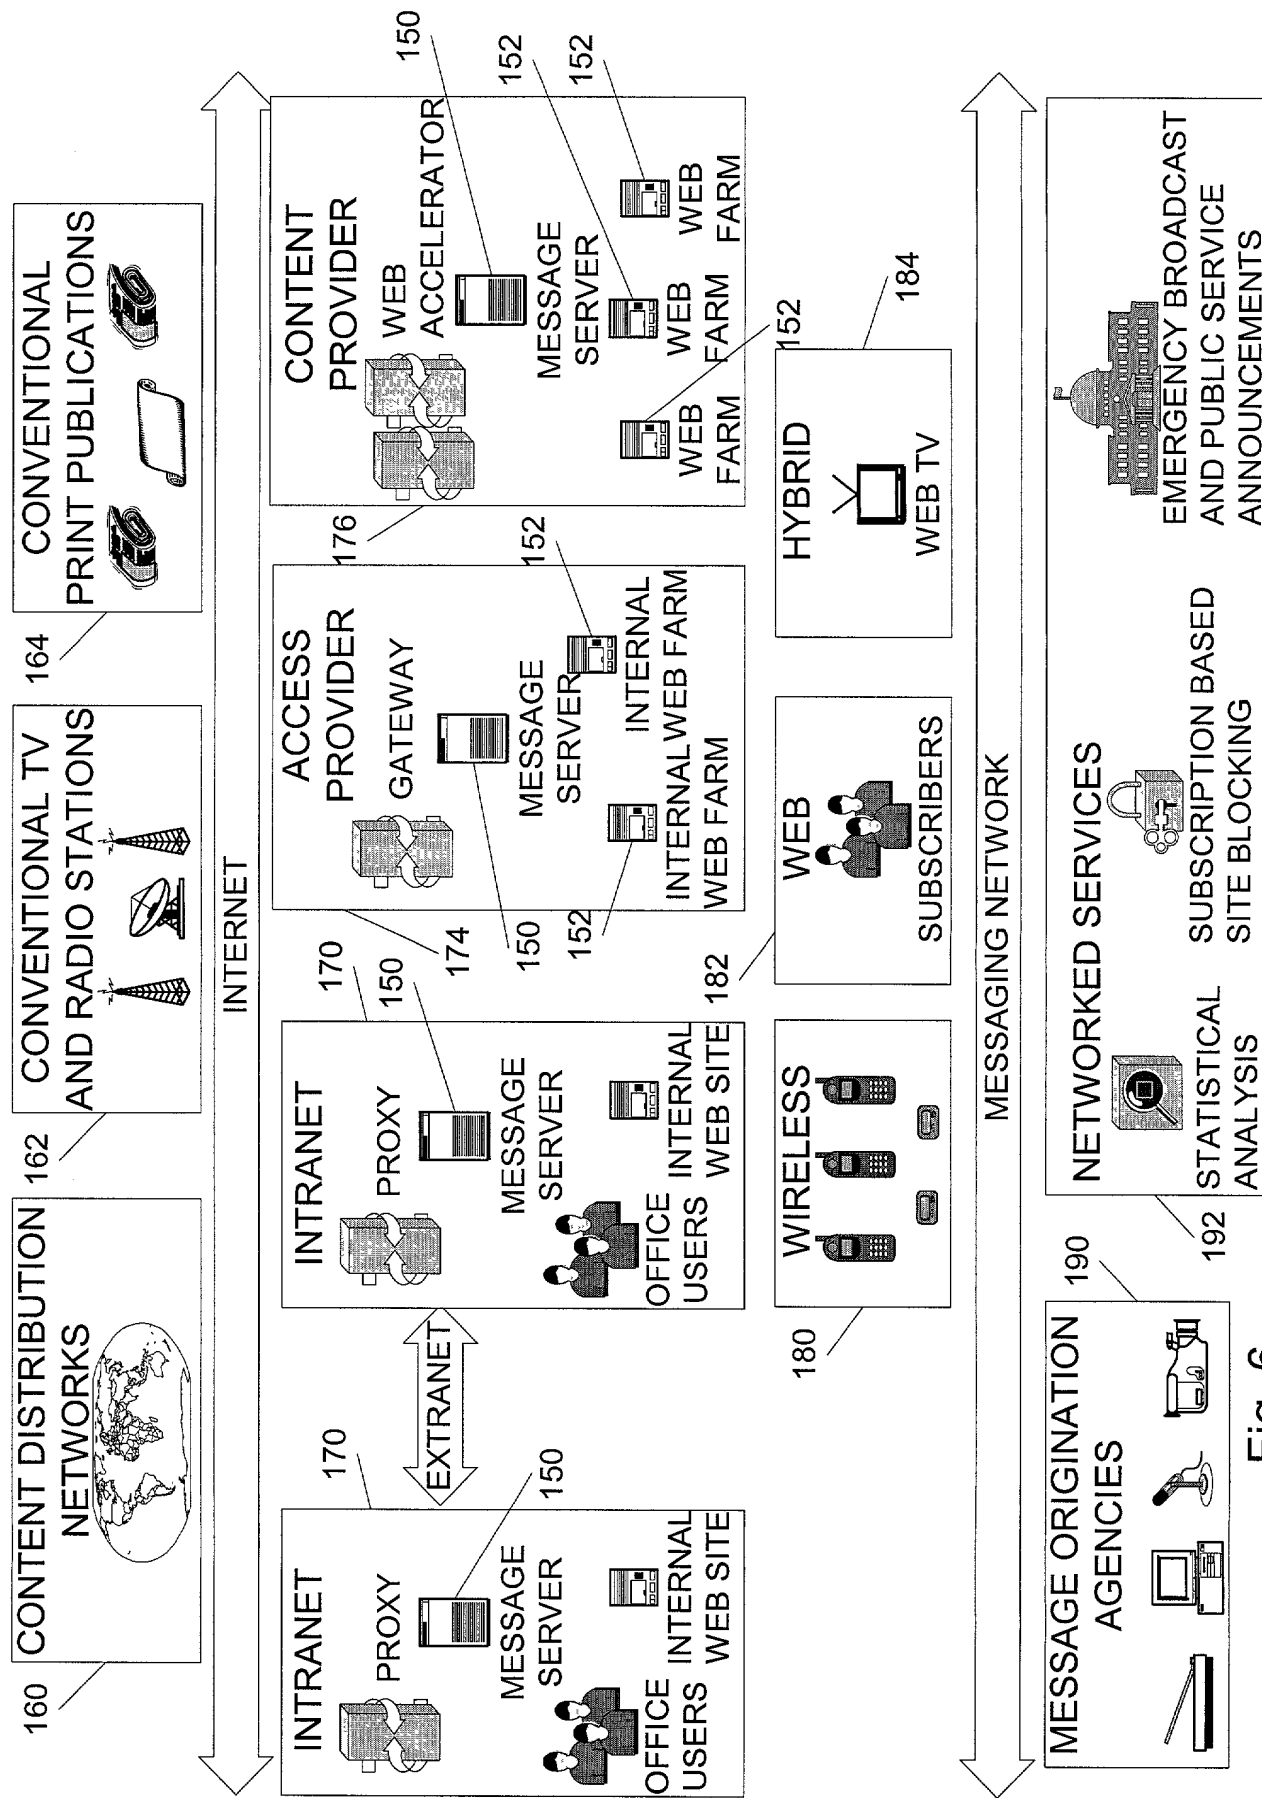 160
CONTENT DISTRIBUTION
NETWORKS
162
CONVENTIONAL TV
AND RADIO STATIONS
164
CONVENTIONAL
PRINT PUBLICATIONS
INTERNET
INTRANET
170
PROXY
150
MESSAGE
SERVER
OFFICE
USERS
INTERNAL
WEB SITE
EXTRANET
INTRANET
170
PROXY
150
MESSAGE
SERVER
OFFICE
USERS
INTERNAL
WEB SITE
174
ACCESS
PROVIDER
GATEWAY
150
MESSAGE
SERVER
152
INTERNAL
WEB FARM
152
INTERNAL
WEB FARM
176
CONTENT
PROVIDER
WEB
ACCELERATOR
150
MESSAGE
SERVER
152
WEB
FARM
152
WEB
FARM
152
WEB
FARM
180
WIRELESS
182
WEB
SUBSCRIBERS
184
HYBRID
WEB TV
MESSAGING NETWORK
190
MESSAGE ORIGINATION
AGENCIES
192
NETWORKED SERVICES
STATISTICAL
ANALYSIS
SUBSCRIPTION BASED
SITE BLOCKING
EMERGENCY BROADCAST
AND PUBLIC SERVICE
ANNOUNCEMENTS
Fig. 6